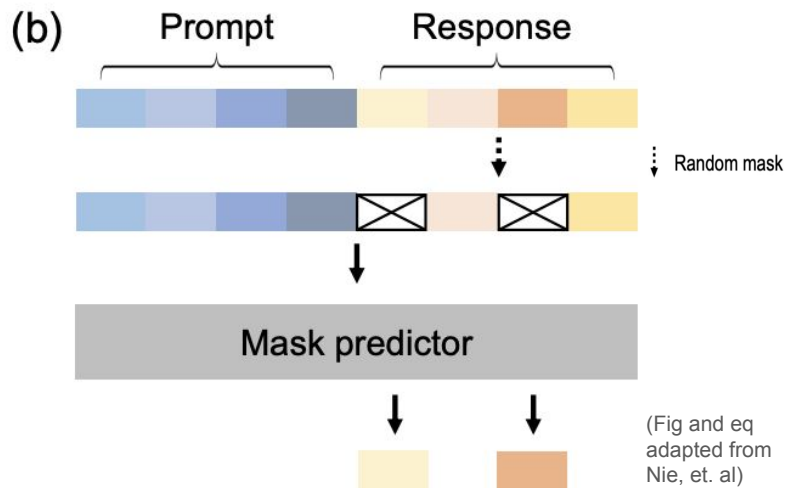 (b)
Prompt
Response
Random mask
Mask predictor
(Fig and eq
adapted from
Nie, et. al)